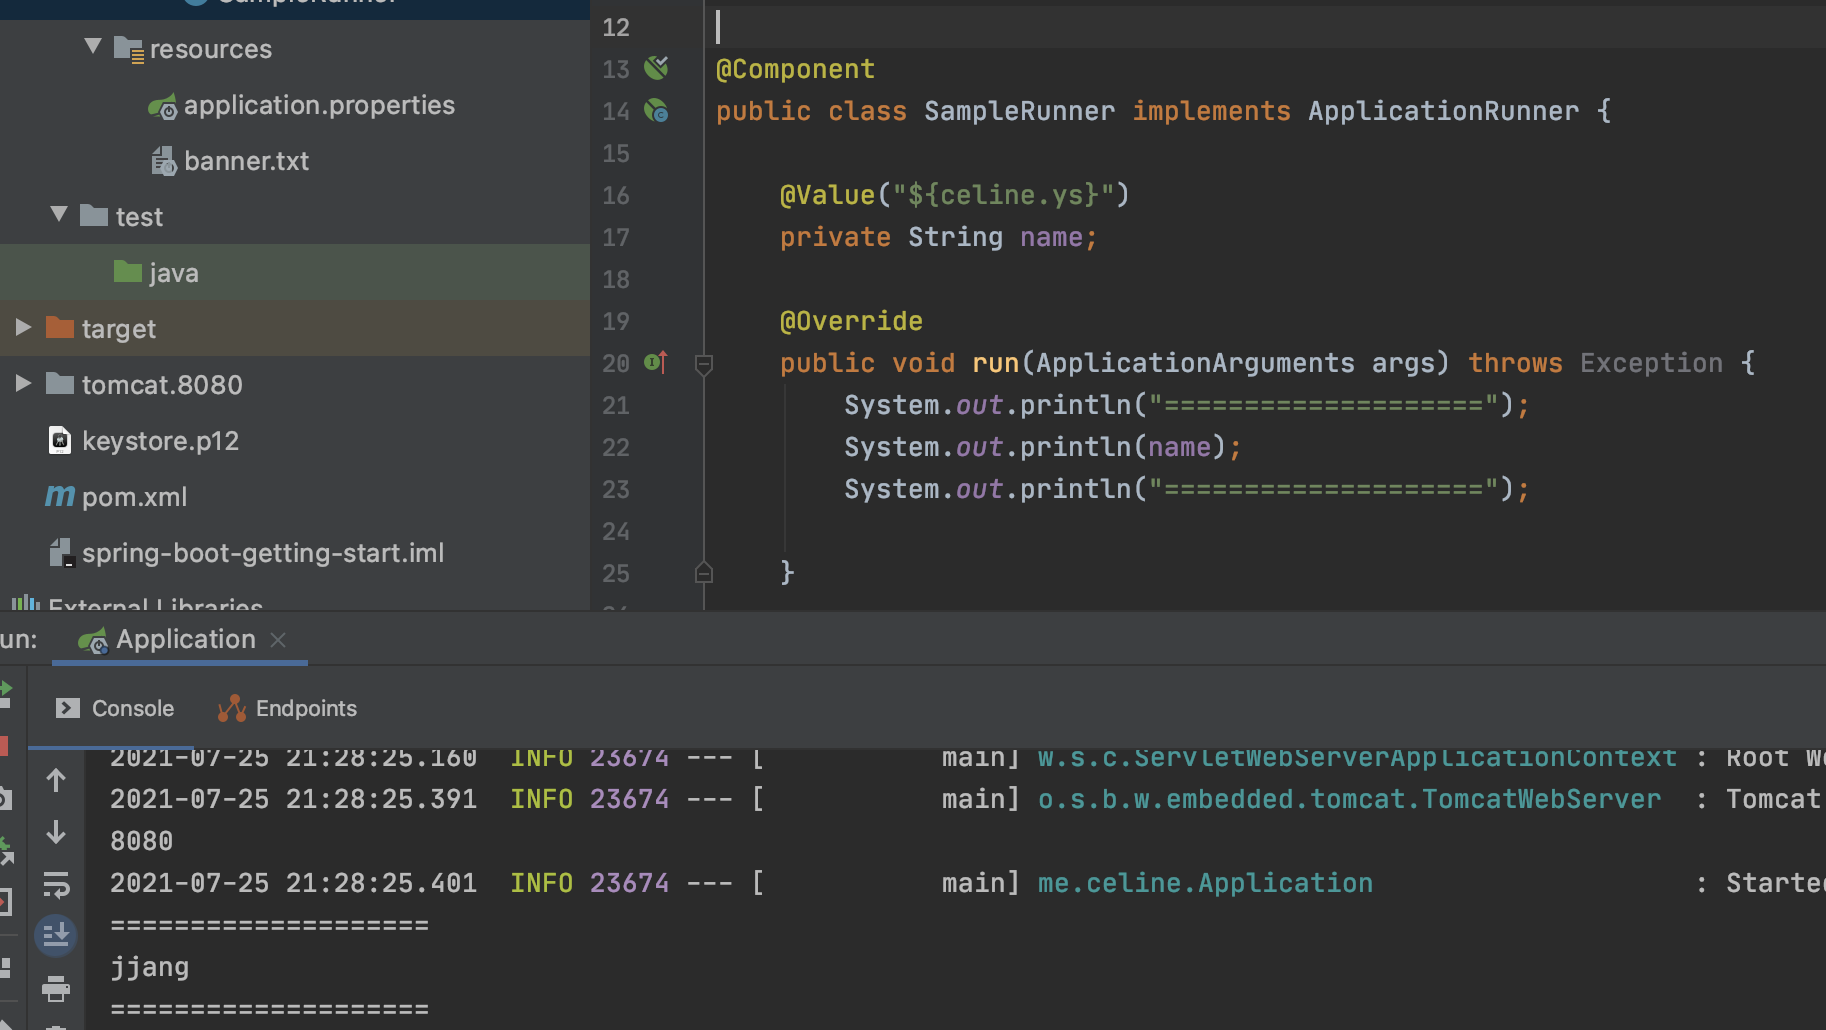 SampleRunner
resources
application.properties
banner.txt
test
java
target
tomcat.8080
keystore.p12
pom.xml
spring-boot-getting-start.iml
External Libraries
12
13 @Component
14 public class SampleRunner implements ApplicationRunner {
15
16 @Value("${celine.ys}")
17 private String name;
18
19 @Override
20 public void run(ApplicationArguments args) throws Exception {
21 System.out.println("====================");
22 System.out.println(name);
23 System.out.println("====================");
24
25 }
un: Application
Console Endpoints
2021-07-25 21:28:25.160 INFO 23674 --- [ main] w.s.c.ServletWebServerApplicationContext : Root W
2021-07-25 21:28:25.391 INFO 23674 --- [ main] o.s.b.w.embedded.tomcat.TomcatWebServer : Tomcat
8080
2021-07-25 21:28:25.401 INFO 23674 --- [ main] me.celine.Application : Started
====================
jjang
====================